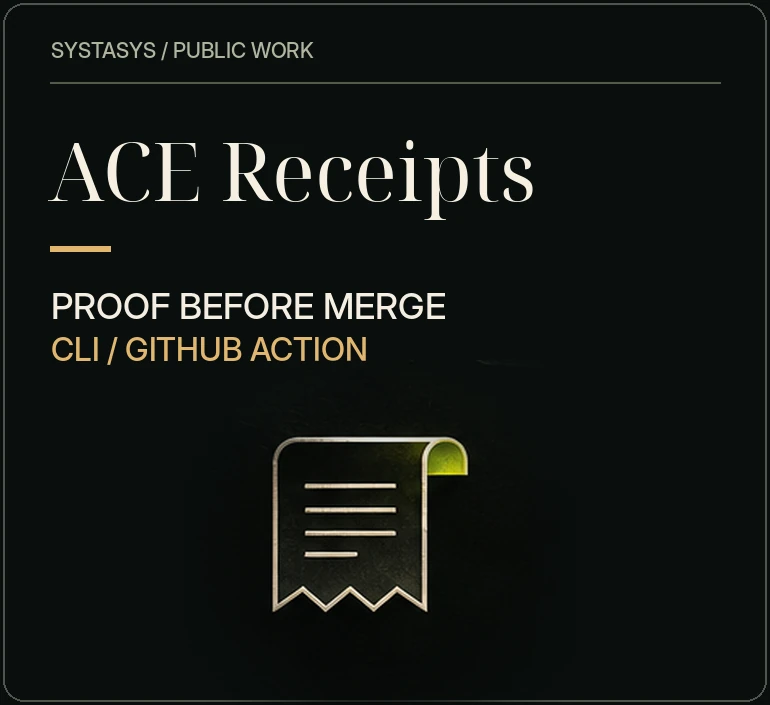 SYSTASYS / PUBLIC WORK
ACE Receipts
PROOF BEFORE MERGE
CLI / GITHUB ACTION